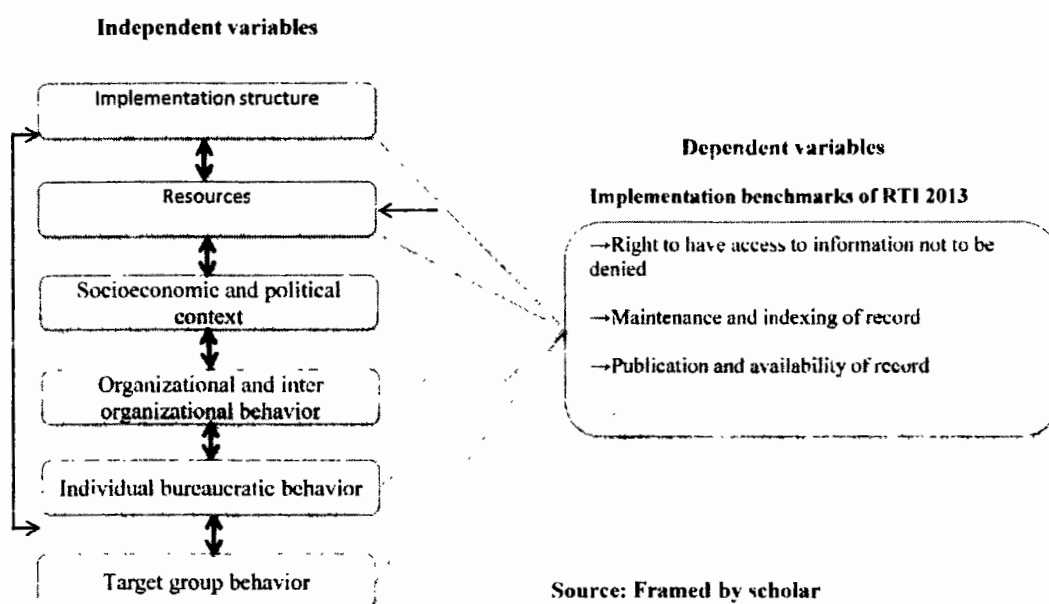 Independent variables
Implementation structure
Resources
Socioeconomic and political
context
Organizational and inter
organizational behavior
Individual bureaucratic behavior
Target group behavior
Dependent variables
Implementation benchmarks of RTI 2013
→Right to have access to information not to be
denied
→Maintenance and indexing of record
→Publication and availability of record
Source: Framed by scholar